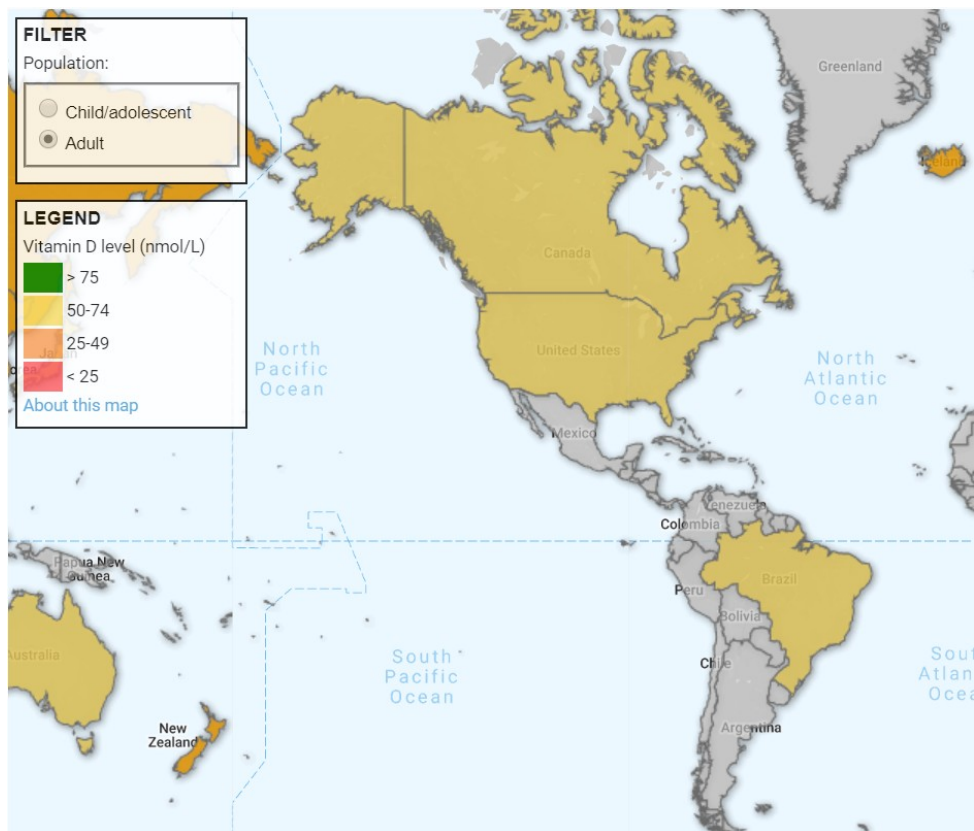 FILTER
Population:
Child/adolescent
Adult
LEGEND
Vitamin D level (nmol/L)
> 75
50-74
25-49
< 25
About this map
Greenland
Iceland
Canada
United States
North
Pacific
Ocean
North
Atlantic
Ocean
Mexico
Venezuela
Colombia
Papua New
Guinea
Brazil
Peru
Bolivia
Australia
South
Pacific
Ocean
Chile
New
Zealand
Argentina